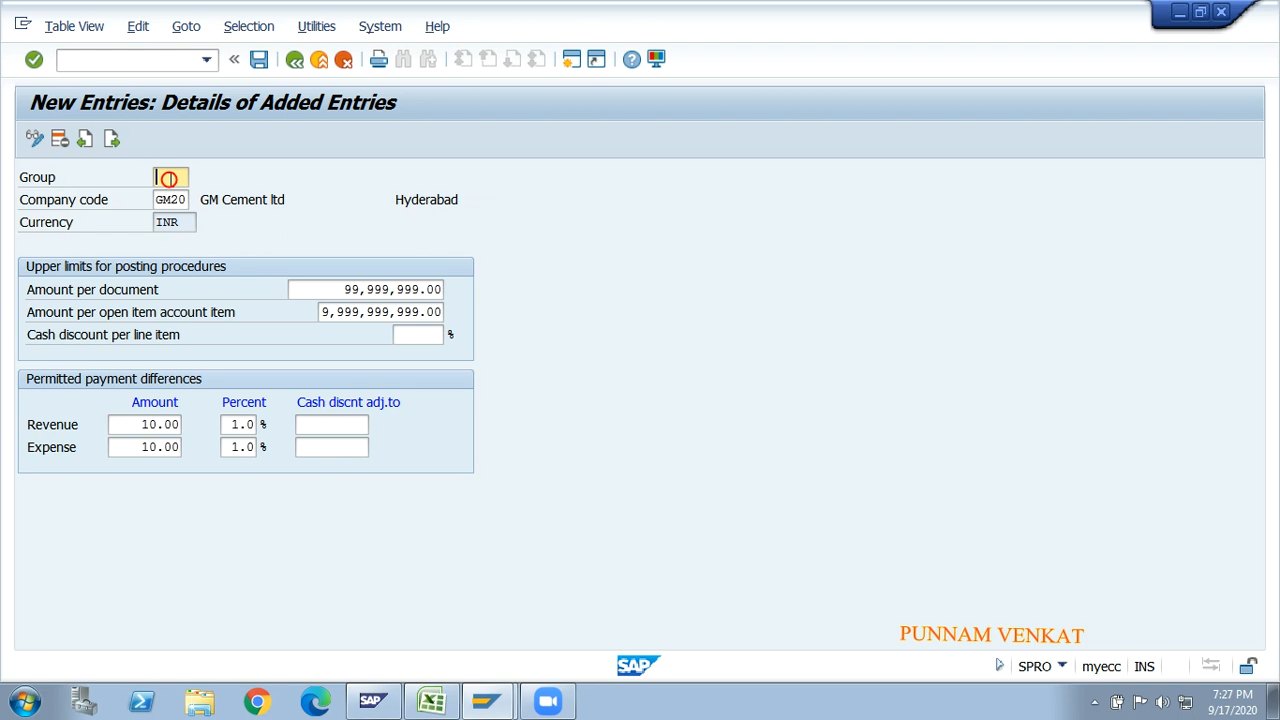 Table View Edit Goto Selection Utilities System Help
New Entries: Details of Added Entries
Group
Company code GM20 GM Cement ltd Hyderabad
Currency INR
Upper limits for posting procedures
Amount per document 99,999,999.00
Amount per open item account item 9,999,999,999.00
Cash discount per line item %
Permitted payment differences
Amount Percent Cash discnt adj.to
Revenue 10.00 1.0 %
Expense 10.00 1.0 %
PUNNAM VENKAT
SAP SPRO myecc INS
SAP 7:27 PM
9/17/2020